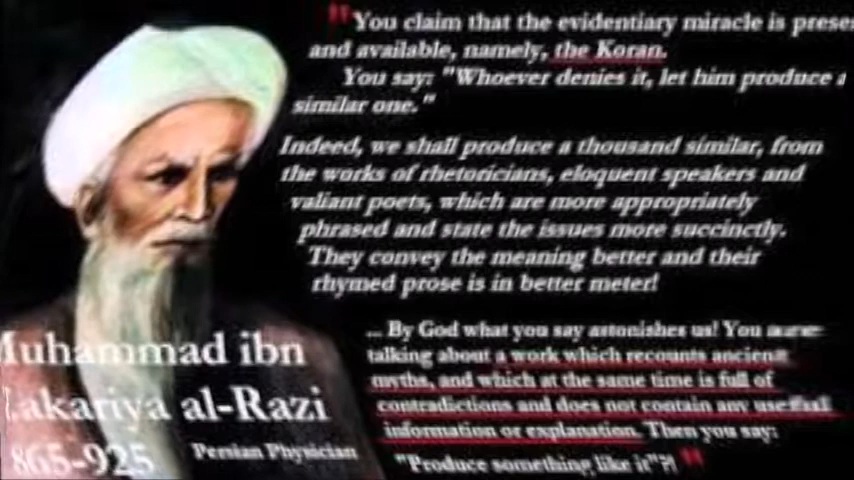 "You claim that the evidentiary miracle is prese
and available, namely, the Koran.
You say: "Whoever denies it, let him produce a
similar one."
Indeed, we shall produce a thousand similar, from
the works of rhetoricians, eloquent speakers and
valiant poets, which are more appropriately
phrased and state the issues more succinctly.
They convey the meaning better and their
rhymed prose is in better meter!
... By God what you say astonishes us! You
talking about a work which recounts ancient
myths, and which at the same time is full of
contradictions and does not contain any useful
information or explanation. Then you say:
"Produce something like it"?! "
Muhammad ibn
Zakariya al-Razi
865-925 Persian Physician